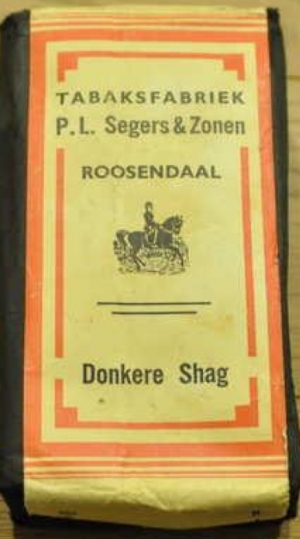 TABAKSFABRIEK
P.L. Segers & Zonen
ROOSENDAAL
Donkere Shag